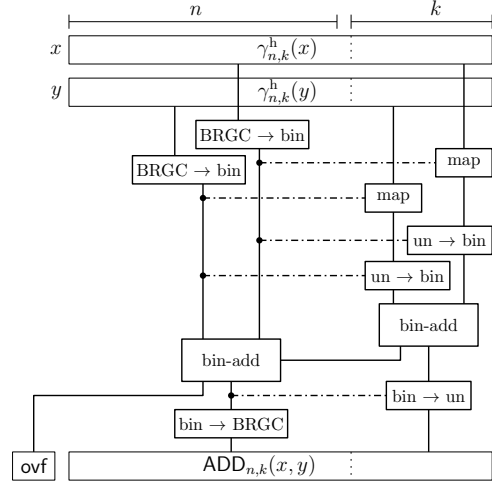 n k
x γ^h_{n,k}(x)
y γ^h_{n,k}(y)
BRGC → bin
BRGC → bin map
map
un → bin
un → bin
bin-add
bin-add
bin → un
bin → BRGC
ovf ADD_{n,k}(x, y)